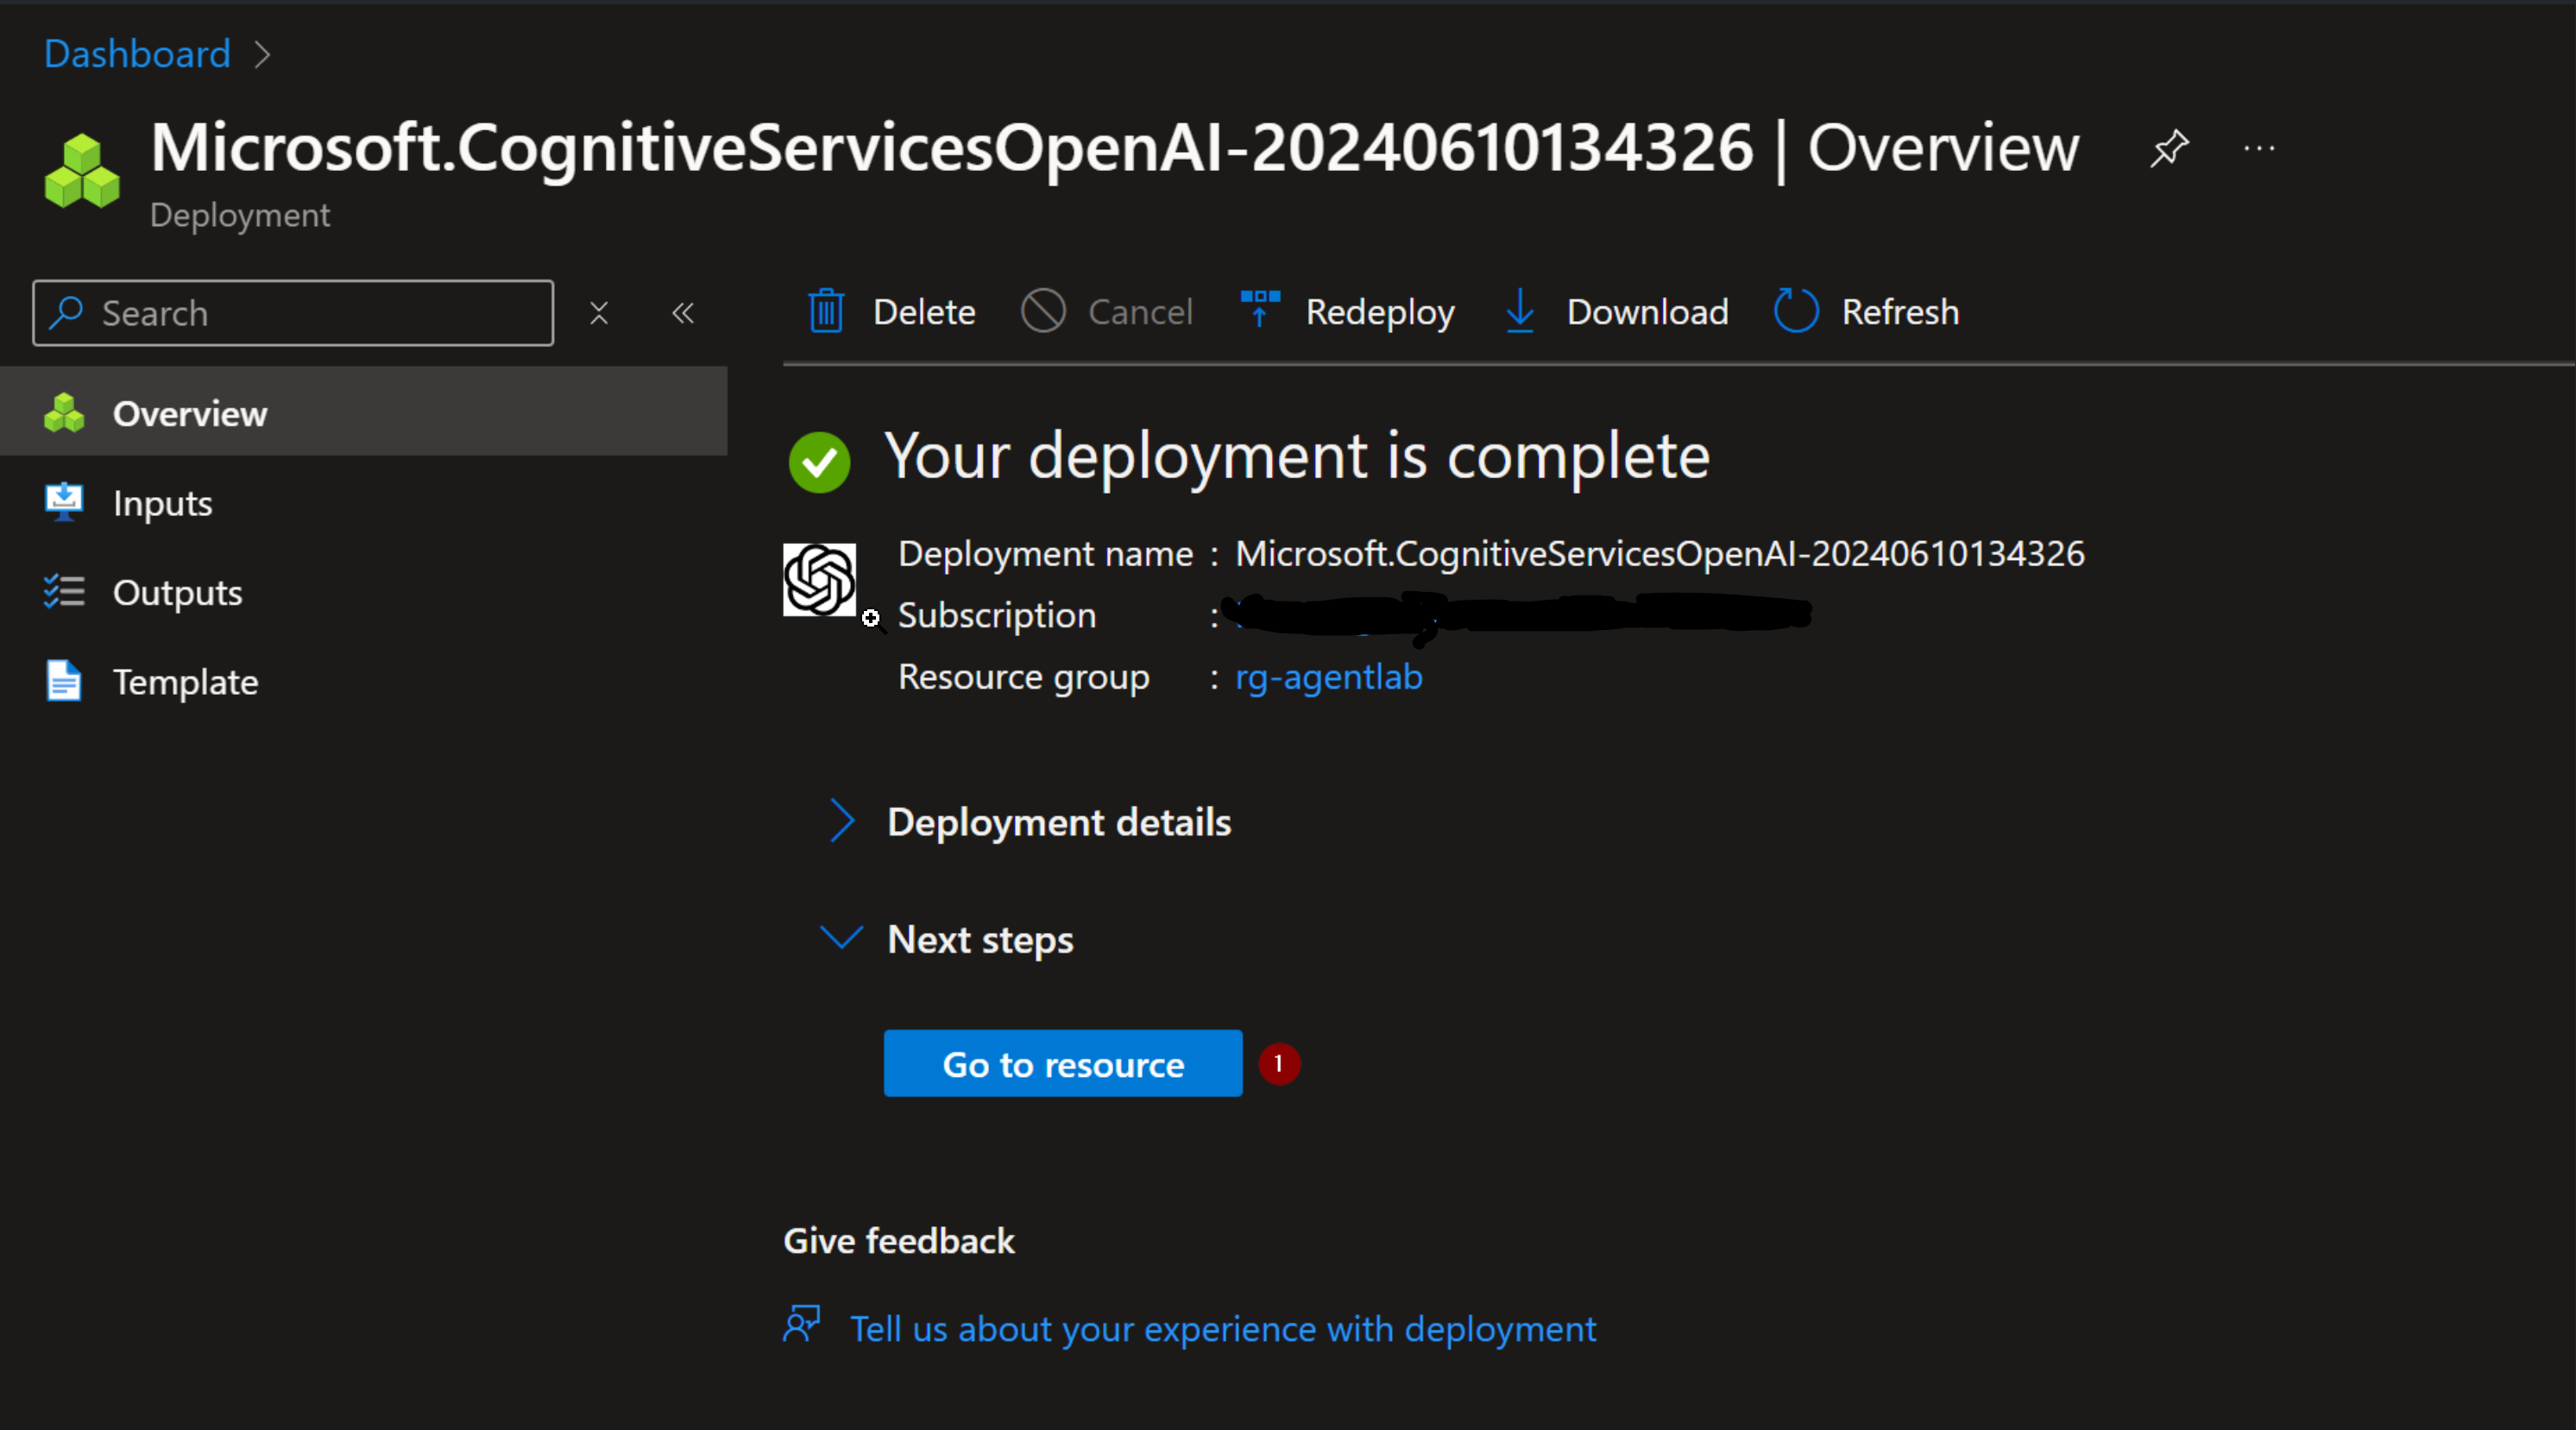 Dashboard
Microsoft.CognitiveServicesOpenAI-20240610134326 | Overview
Deployment
Search
Delete
Cancel
Redeploy
Download
Refresh
Overview
Inputs
Outputs
Template
Your deployment is complete
Deployment name : Microsoft.CognitiveServicesOpenAI-20240610134326
Subscription :
Resource group : rg-agentlab
Deployment details
Next steps
Go to resource 1
Give feedback
Tell us about your experience with deployment